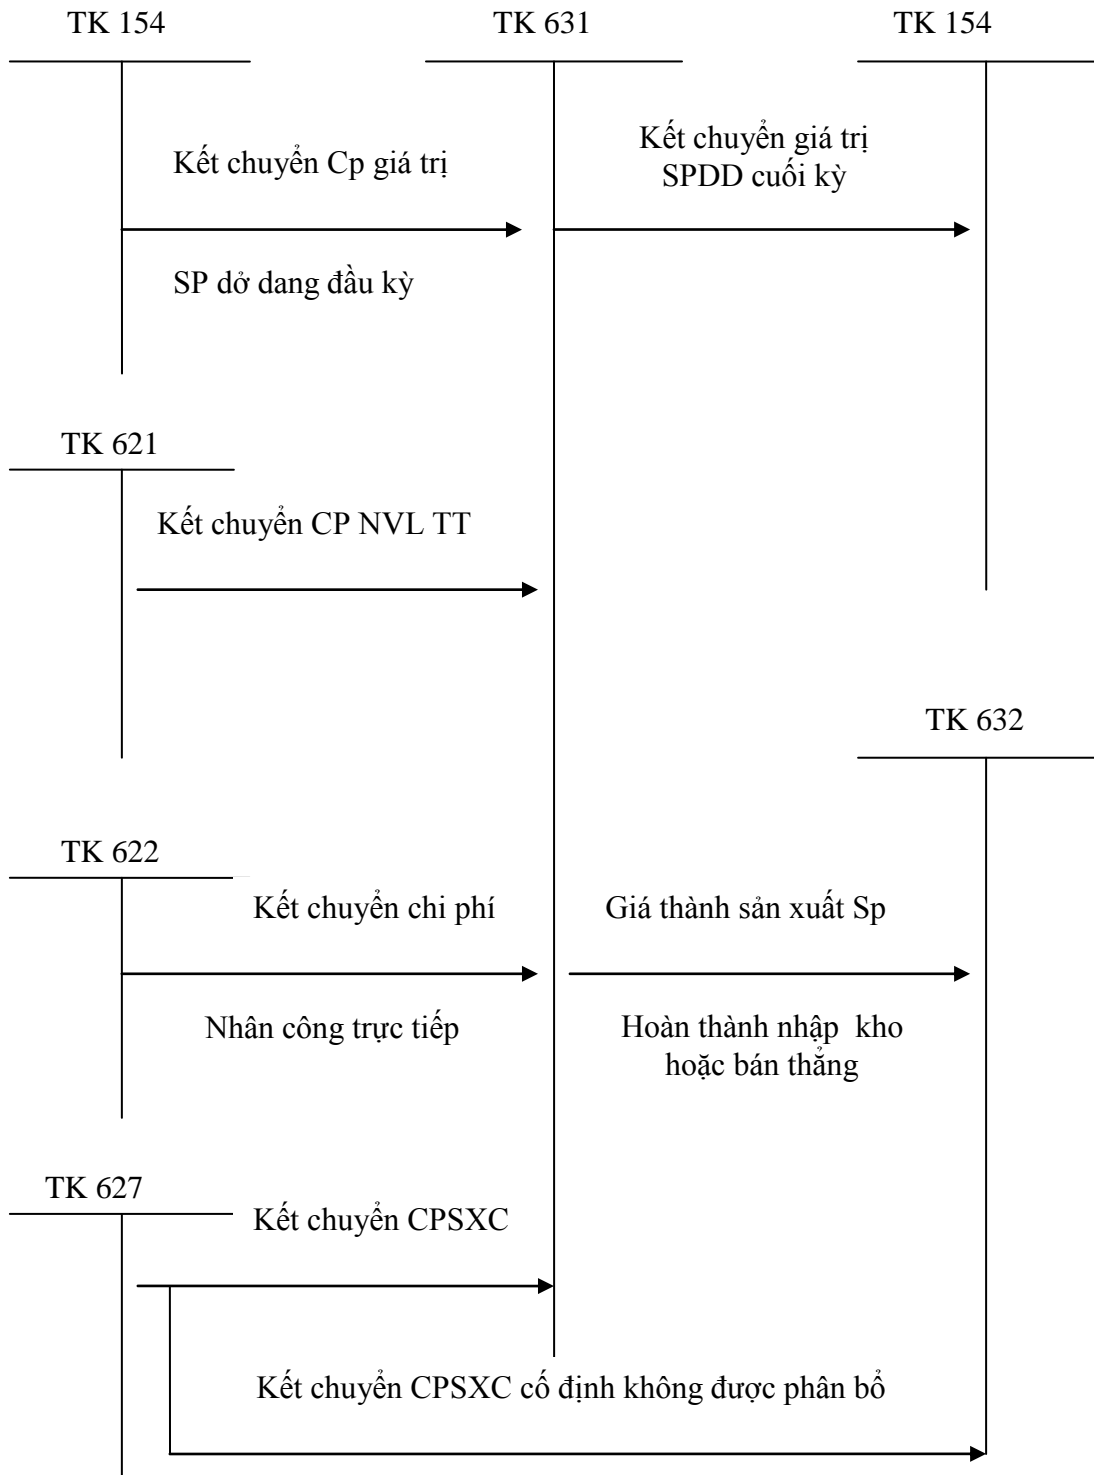 TK 154
TK 631
TK 154
Kết chuyển Cp giá trị
SP dở dang đầu kỳ
Kết chuyển giá trị
SPDD cuối kỳ
TK 621
Kết chuyển CP NVL TT
TK 632
TK 622
Kết chuyển chi phí
Nhân công trực tiếp
Giá thành sản xuất Sp
Hoàn thành nhập kho
hoặc bán thẳng
TK 627
Kết chuyển CPSXC
Kết chuyển CPSXC cố định không được phân bổ